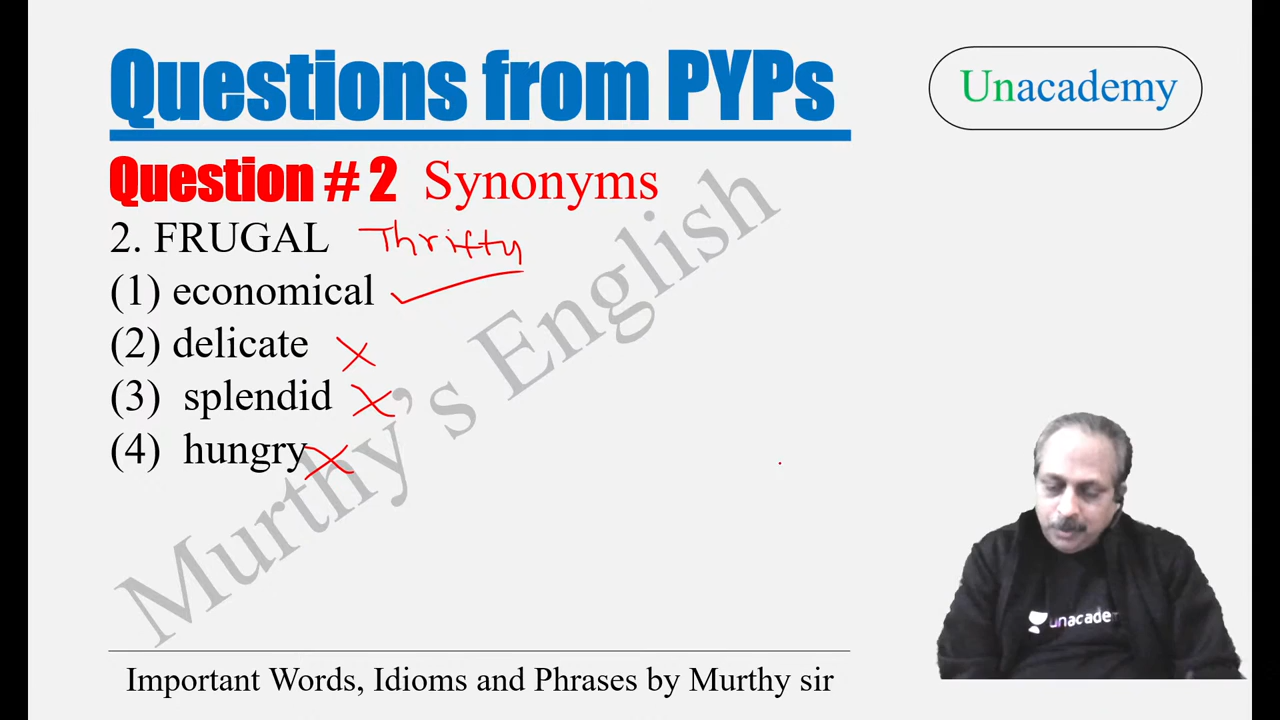 Questions from PYPs
Unacademy
Question # 2 Synonyms
2. FRUGAL Thrifty
(1) economical
(2) delicate
(3) splendid
(4) hungry
Murthy's English
unacade
Important Words, Idioms and Phrases by Murthy sir